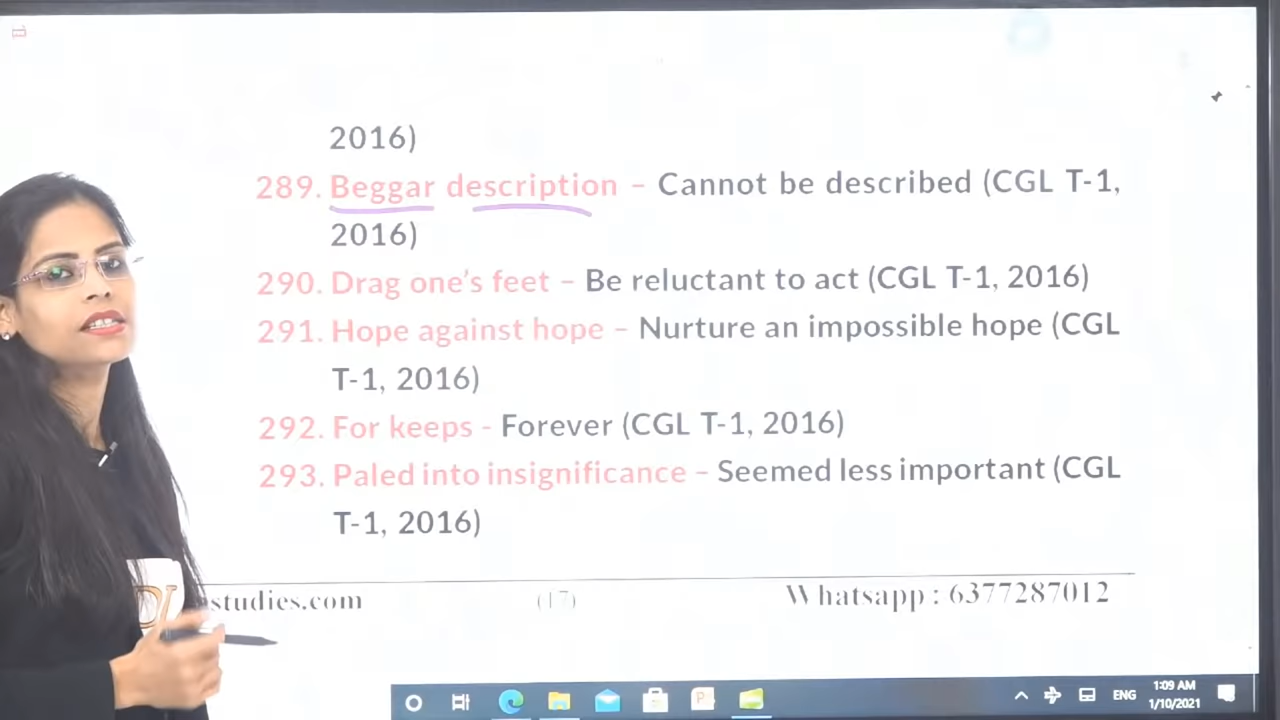 2016)
289. Beggar description – Cannot be described (CGL T-1,
2016)
290. Drag one's feet – Be reluctant to act (CGL T-1, 2016)
291. Hope against hope – Nurture an impossible hope (CGL
T-1, 2016)
292. For keeps - Forever (CGL T-1, 2016)
293. Paled into insignificance – Seemed less important (CGL
T-1, 2016)
studies.com (17) Whatsapp : 6377287012
ENG 1:09 AM
1/10/2021